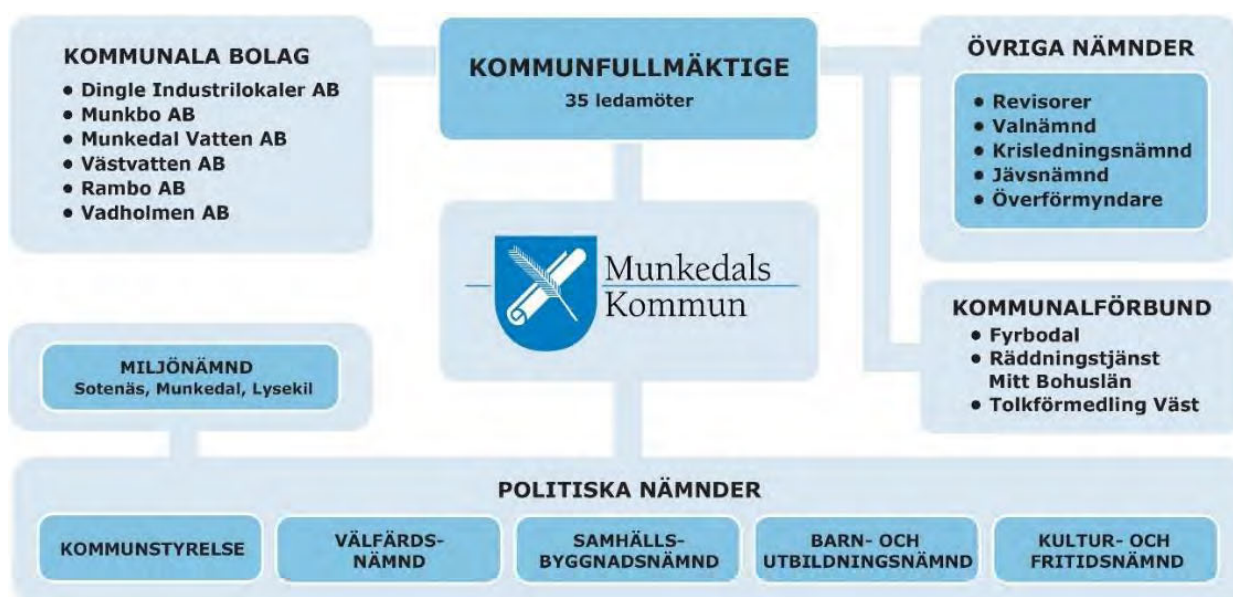 KOMMUNALA BOLAG
• Dingle Industrilokaler AB
• Munkbo AB
• Munkedal Vatten AB
• Västvatten AB
• Rambo AB
• Vadholmen AB
KOMMUNFULLMÄKTIGE
35 ledamöter
ÖVRIGA NÄMNDER
• Revisorer
• Valnämnd
• Krisledningsnämnd
• Jävsnämnd
• Överförmyndare
Munkedals
Kommun
KOMMUNALFÖRBUND
• Fyrbodal
• Räddningstjänst
Mitt Bohuslän
• Tolkförmedling Väst
MILJÖNÄMND
Sotenäs, Munkedal, Lysekil
POLITISKA NÄMNDER
KOMMUNSTYRELSE
VÄLFÄRDS-
NÄMND
SAMHÄLLS-
BYGGNADSNÄMND
BARN- OCH
UTBILDNINGSNÄMND
KULTUR- OCH
FRITIDSNÄMND